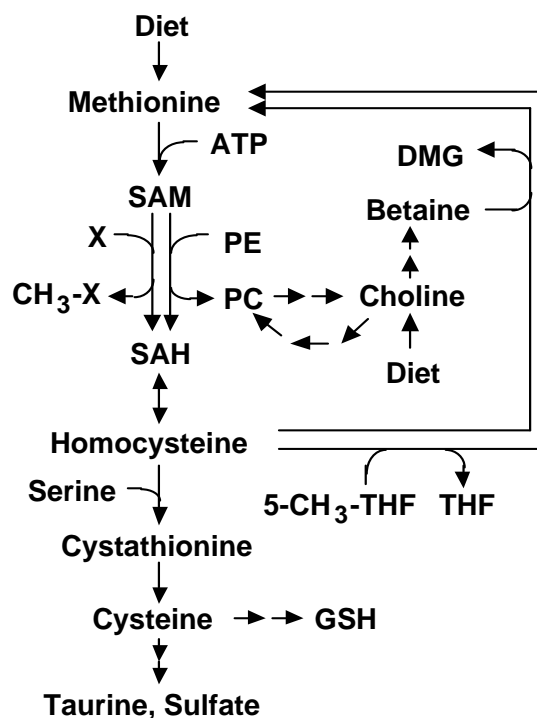 Diet
Methionine
ATP
DMG
SAM
Betaine
X
PE
CH₃-X
PC
Choline
SAH
Diet
Homocysteine
Serine
5-CH₃-THF
THF
Cystathionine
Cysteine
GSH
Taurine, Sulfate